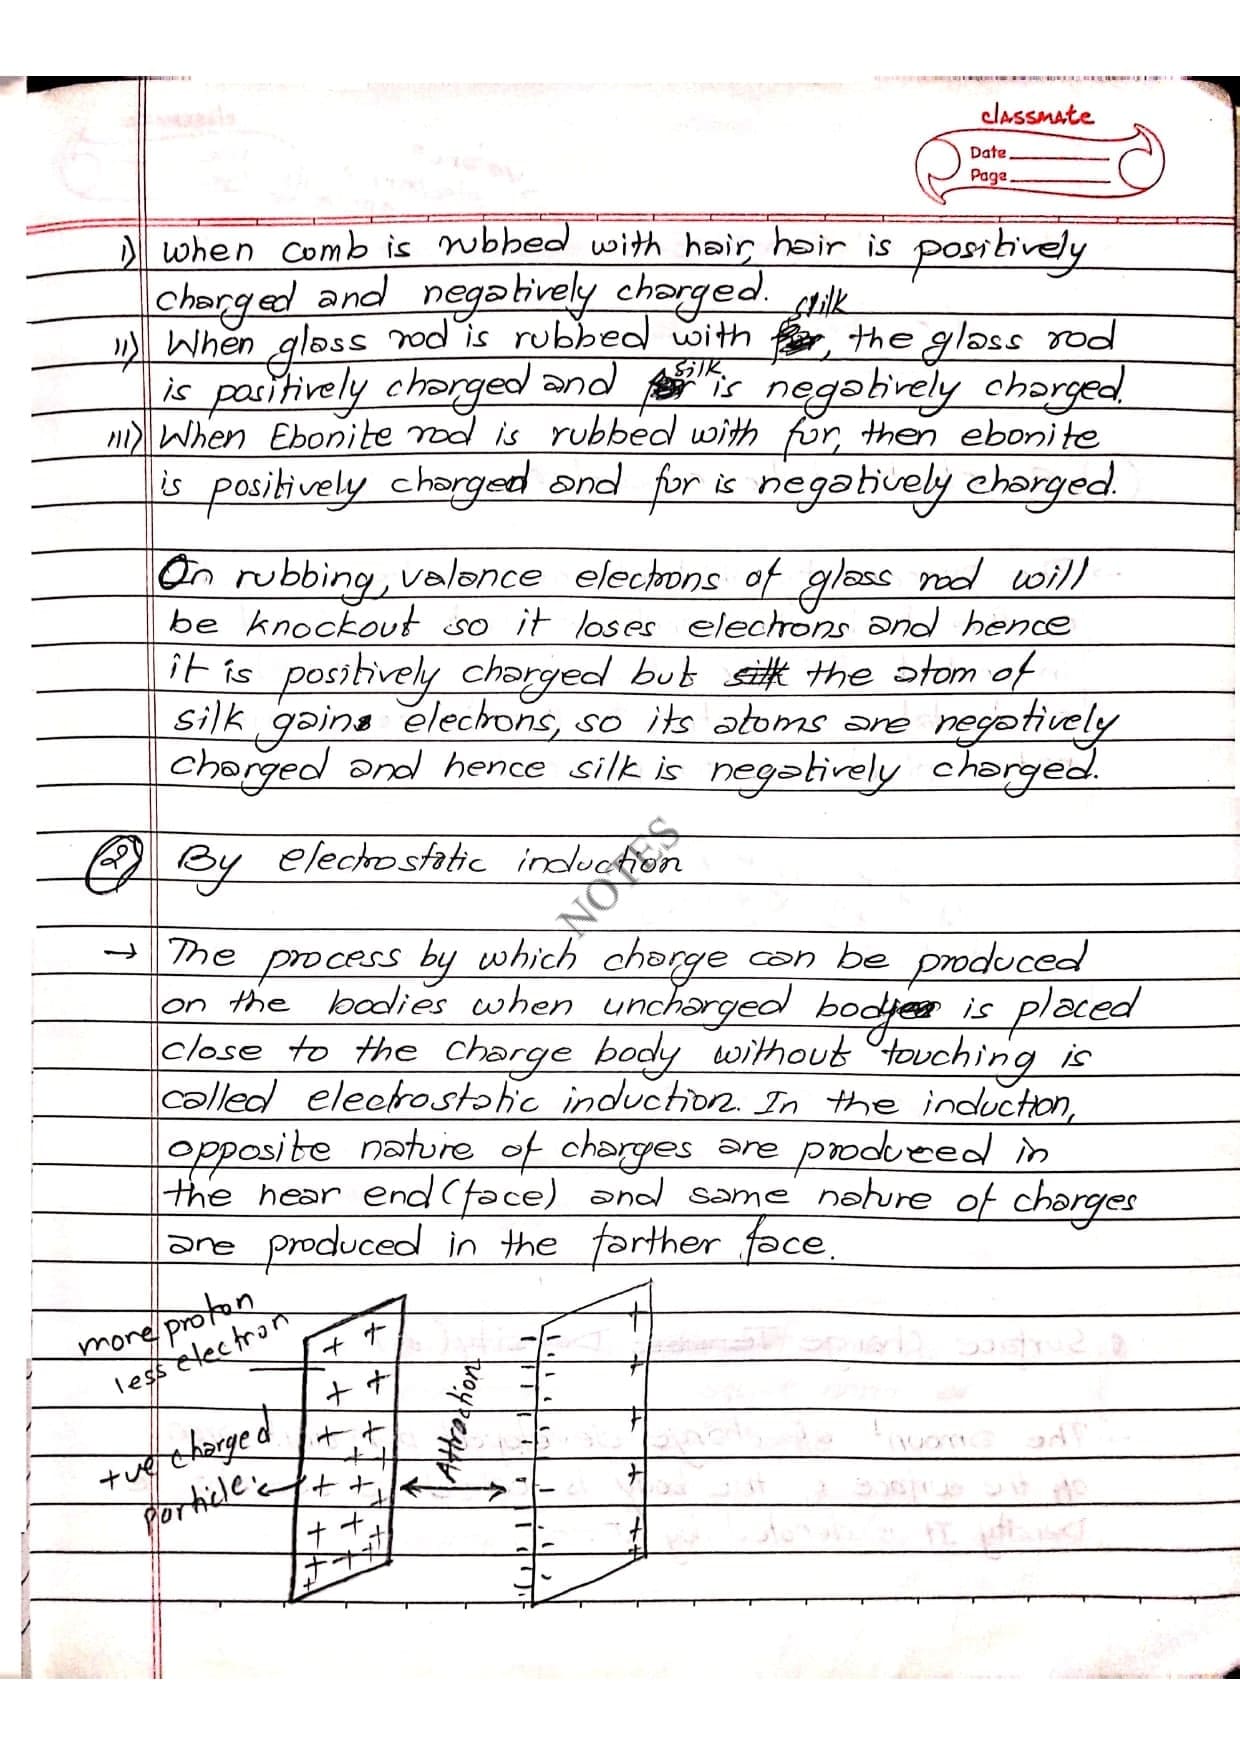 classmate
Date
Page
i) when comb is rubbed with hair, hair is positively
charged and negatively charged.
silk
ii) When glass rod is rubbed with, the glass rod
silk
is positively charged and is negatively charged.
iii) When Ebonite rod is rubbed with for, then ebonite
is positively charged and for is negatively charged.
On rubbing, valance electrons of glass rod will
be knockout so it loses electrons and hence
it is positively charged but silk the atom of
silk gains electrons, so its atoms are negatively
charged and hence silk is negatively charged.
2) By electrostatic induction
NOTES
→ The process by which charge can be produced
on the bodies when uncharged body is placed
close to the charge body without touching is
called electrostatic induction. In the induction,
opposite nature of charges are produced in
the near end (face) and same nature of charges
are produced in the farther face.
more proton
less electron
+ve charged
particle
Attraction